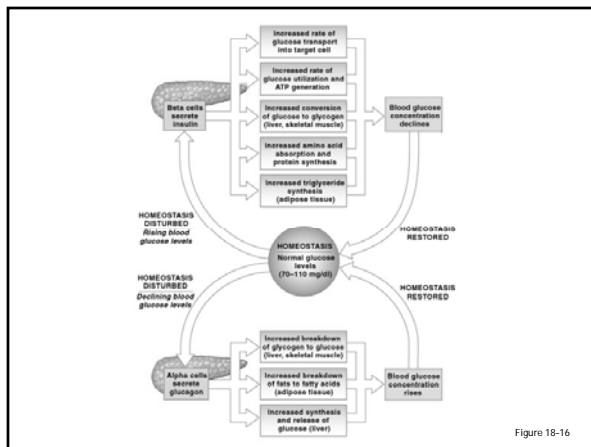 Increased rate of
glucose transport
into target cell
Increased rate of
glucose utilization and
ATP generation
Beta cells
secrete
insulin
Increased conversion
of glucose to glycogen
(liver, skeletal muscle)
Blood glucose
concentration
declines
Increased amino acid
absorption and
protein synthesis
Increased triglyceride
synthesis
(adipose tissue)
HOMEOSTASIS
DISTURBED
Rising blood
glucose levels
HOMEOSTASIS
RESTORED
HOMEOSTASIS
Normal glucose
levels
(70–110 mg/dl)
HOMEOSTASIS
DISTURBED
Declining blood
glucose levels
HOMEOSTASIS
RESTORED
Increased breakdown
of glycogen to glucose
(liver, skeletal muscle)
Alpha cells
secrete
glucagon
Increased breakdown
of fats to fatty acids
(adipose tissue)
Blood glucose
concentration
rises
Increased synthesis
and release of
glucose (liver)
Figure 18-16